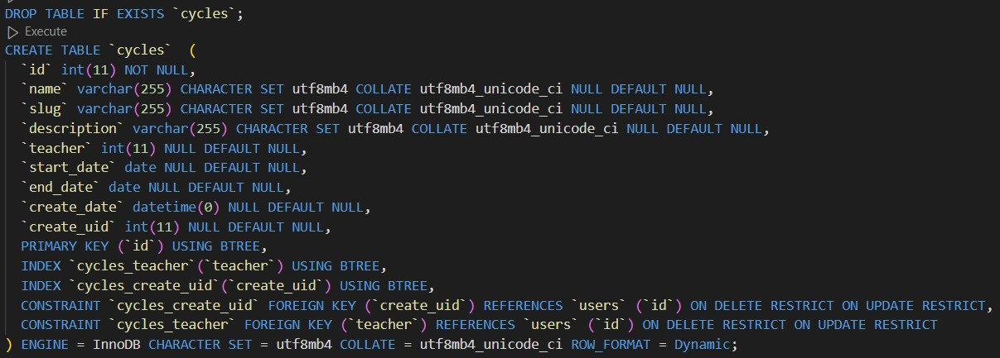 DROP TABLE IF EXISTS `cycles`;
Execute
CREATE TABLE `cycles`  (
  `id` int(11) NOT NULL,
  `name` varchar(255) CHARACTER SET utf8mb4 COLLATE utf8mb4_unicode_ci NULL DEFAULT NULL,
  `slug` varchar(255) CHARACTER SET utf8mb4 COLLATE utf8mb4_unicode_ci NULL DEFAULT NULL,
  `description` varchar(255) CHARACTER SET utf8mb4 COLLATE utf8mb4_unicode_ci NULL DEFAULT NULL,
  `teacher` int(11) NULL DEFAULT NULL,
  `start_date` date NULL DEFAULT NULL,
  `end_date` date NULL DEFAULT NULL,
  `create_date` datetime(0) NULL DEFAULT NULL,
  `create_uid` int(11) NULL DEFAULT NULL,
  PRIMARY KEY (`id`) USING BTREE,
  INDEX `cycles_teacher`(`teacher`) USING BTREE,
  INDEX `cycles_create_uid`(`create_uid`) USING BTREE,
  CONSTRAINT `cycles_create_uid` FOREIGN KEY (`create_uid`) REFERENCES `users` (`id`) ON DELETE RESTRICT ON UPDATE RESTRICT,
  CONSTRAINT `cycles_teacher` FOREIGN KEY (`teacher`) REFERENCES `users` (`id`) ON DELETE RESTRICT ON UPDATE RESTRICT
) ENGINE = InnoDB CHARACTER SET = utf8mb4 COLLATE = utf8mb4_unicode_ci ROW_FORMAT = Dynamic;